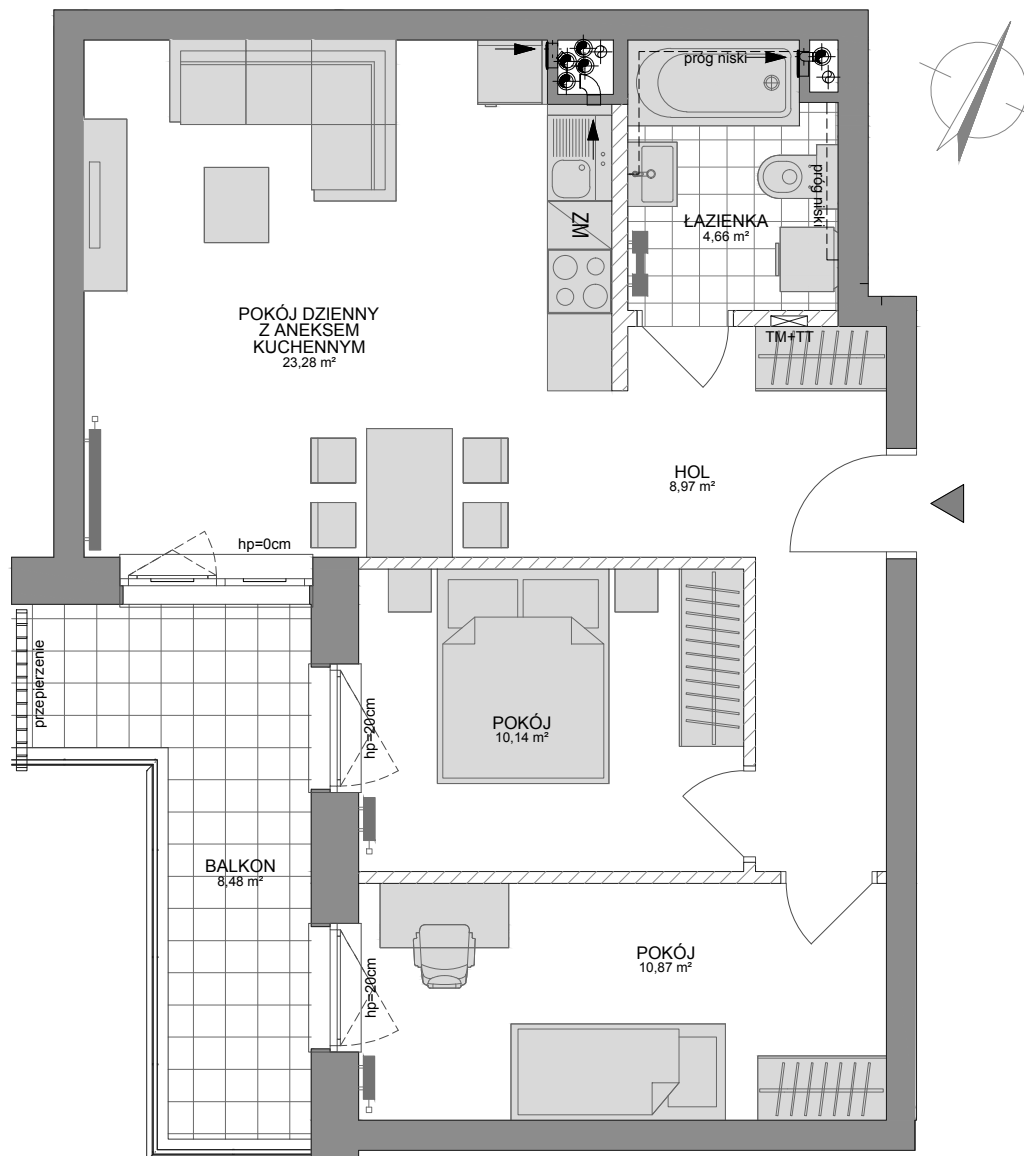 próg niski
próg niski
ŁAZIENKA
4,66 m²
ZM
POKÓJ DZIENNY
Z ANEKSEM
KUCHENNYM
23,28 m²
TM+TT
HOL
8,97 m²
hp=0cm
przepierzenie
hp=20cm
POKÓJ
10,14 m²
BALKON
8,48 m²
POKÓJ
10,87 m²
hp=20cm